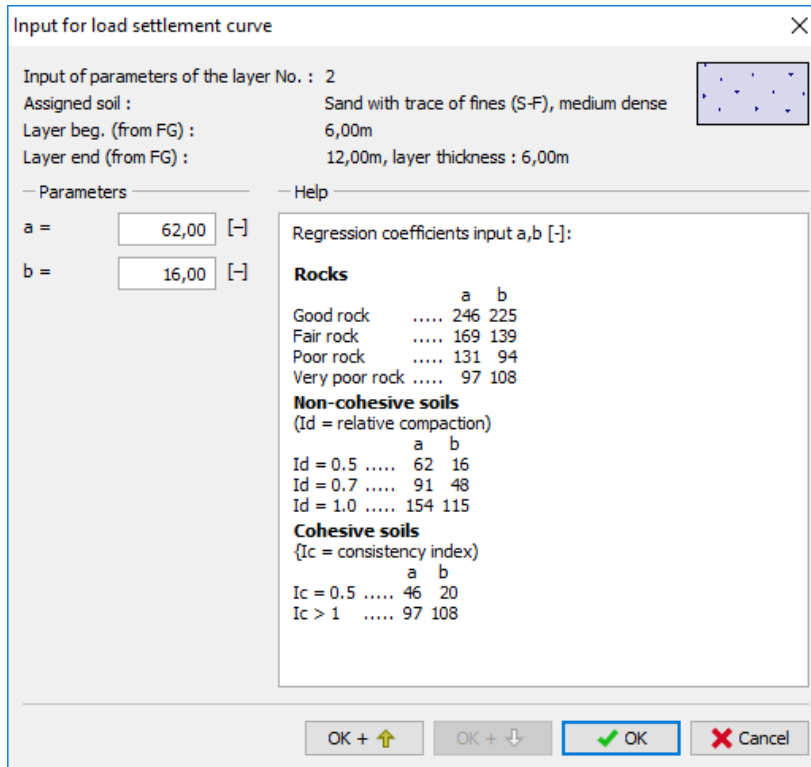 Input for load settlement curve
Input of parameters of the layer No. : 2
Assigned soil : Sand with trace of fines (S-F), medium dense
Layer beg. (from FG) : 6,00m
Layer end (from FG) : 12,00m, layer thickness : 6,00m
Parameters
a = 62,00 [–]
b = 16,00 [–]
Help
Regression coefficients input a,b [-]:
Rocks
a b
Good rock ..... 246 225
Fair rock ..... 169 139
Poor rock ..... 131 94
Very poor rock ..... 97 108
Non-cohesive soils
(Id = relative compaction)
a b
Id = 0.5 ..... 62 16
Id = 0.7 ..... 91 48
Id = 1.0 ..... 154 115
Cohesive soils
{Ic = consistency index)
a b
Ic = 0.5 ..... 46 20
Ic > 1 ..... 97 108
OK + OK + OK Cancel